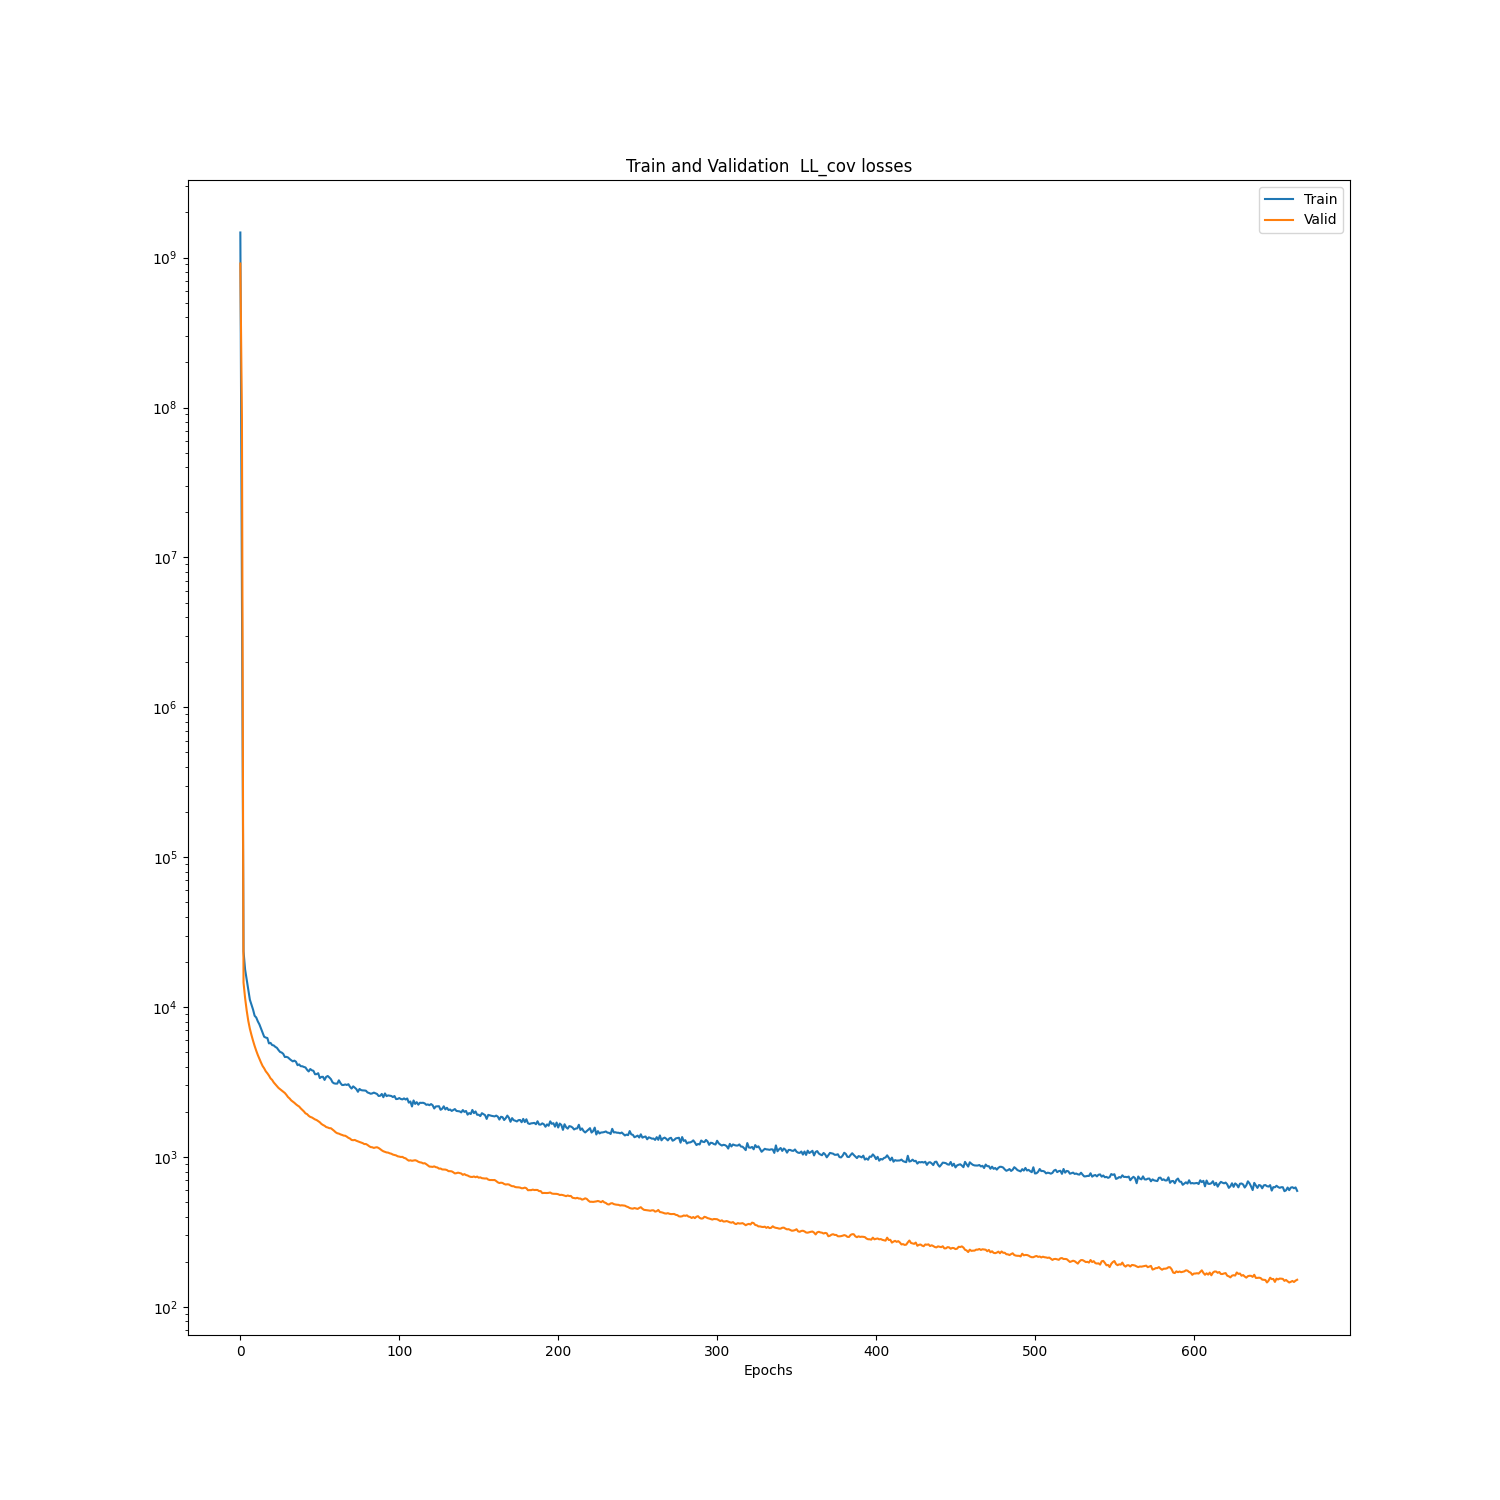 Train and Validation  LL_cov losses
Train
Valid
10⁹
10⁸
10⁷
10⁶
10⁵
10⁴
10³
10²
0 100 200 300 400 500 600
Epochs